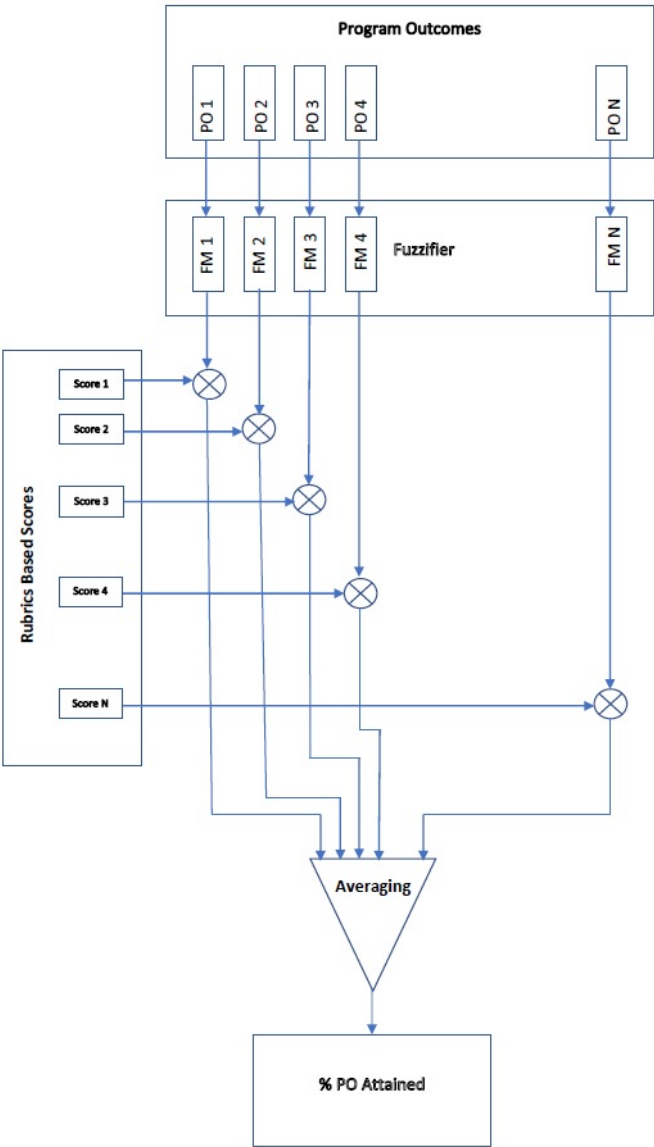 Program Outcomes
PO 1
PO 2
PO 3
PO 4
PO N
FM 1
FM 2
FM 3
FM 4
Fuzzifier
FM N
Rubrics Based Scores
Score 1
Score 2
Score 3
Score 4
Score N
Averaging
% PO Attained